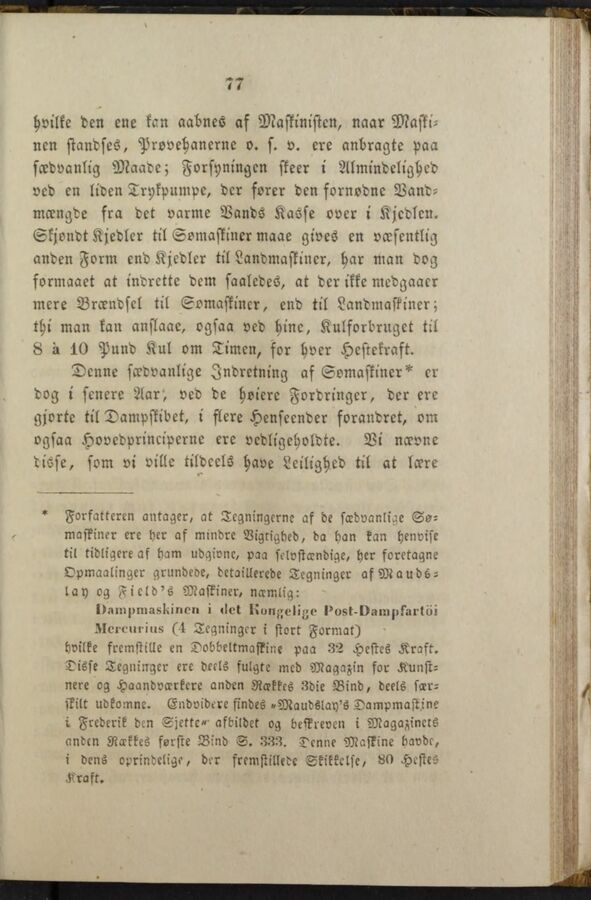 77
hvilke den ene kan aabnes af Maskinisten, naar Maski-
nen standses, Prøvehanerne o. s. v. ere anbragte paa
sædvanlig Maade; Forsyningen skeer i Almindelighed
ved en liden Trykpumpe, der fører den fornødne Vand-
mængde fra det varme Vands Kasse over i Kjedlen.
Skjøndt Kjedler til Sømaskiner maae gives en væsentlig
anden Form end Kjedler til Landmaskiner, har man dog
formaaet at indrette dem saaledes, at der ikke medgaaer
mere Brændsel til Sømaskiner, end til Landmaskiner;
thi man kan anslaae, ogsaa ved hine, Kulforbruget til
8 à 10 Pund Kul om Timen, for hver Hestekraft.
Denne sædvanlige Indretning af Sømaskiner* er
dog i senere Aar, ved de høiere Fordringer, der ere
gjorte til Dampskibet, i flere Henseender forandret, om
ogsaa Hovedprinciperne ere vedligeholdte. Vi nævne
disse, som vi ville tildeels have Leilighed til at lære
* Forfatteren antager, at Tegningerne af de sædvanlige Sø-
maskiner ere her af mindre Vigtighed, da han kan henvise
til tidligere af ham udgivne, paa selvstændige, her foretagne
Opmaalinger grundede, detaillerede Tegninger af Mauds-
lay og Field's Maskiner, næmlig:
Dampmaskinen i det Kongelige Post-Dampfartöi
Mercurius (4 Tegninger i stort Format)
hvilke fremstille en Dobbeltmaskine paa 32 Hestes Kraft.
Disse Tegninger ere deels fulgte med Magazin for Kunst-
nere og Haandværkere anden Rækkes 3die Bind, deels sær-
skilt udkomne. Endvidere findes »Maudslay's Dampmaskine
i Frederik den Sjette« afbildet og beskreven i Magazinets
anden Rækkes første Bind S. 333. Denne Maskine havde,
i dens oprindelige, der fremstillede Skikkelse, 80 Hestes
Kraft.